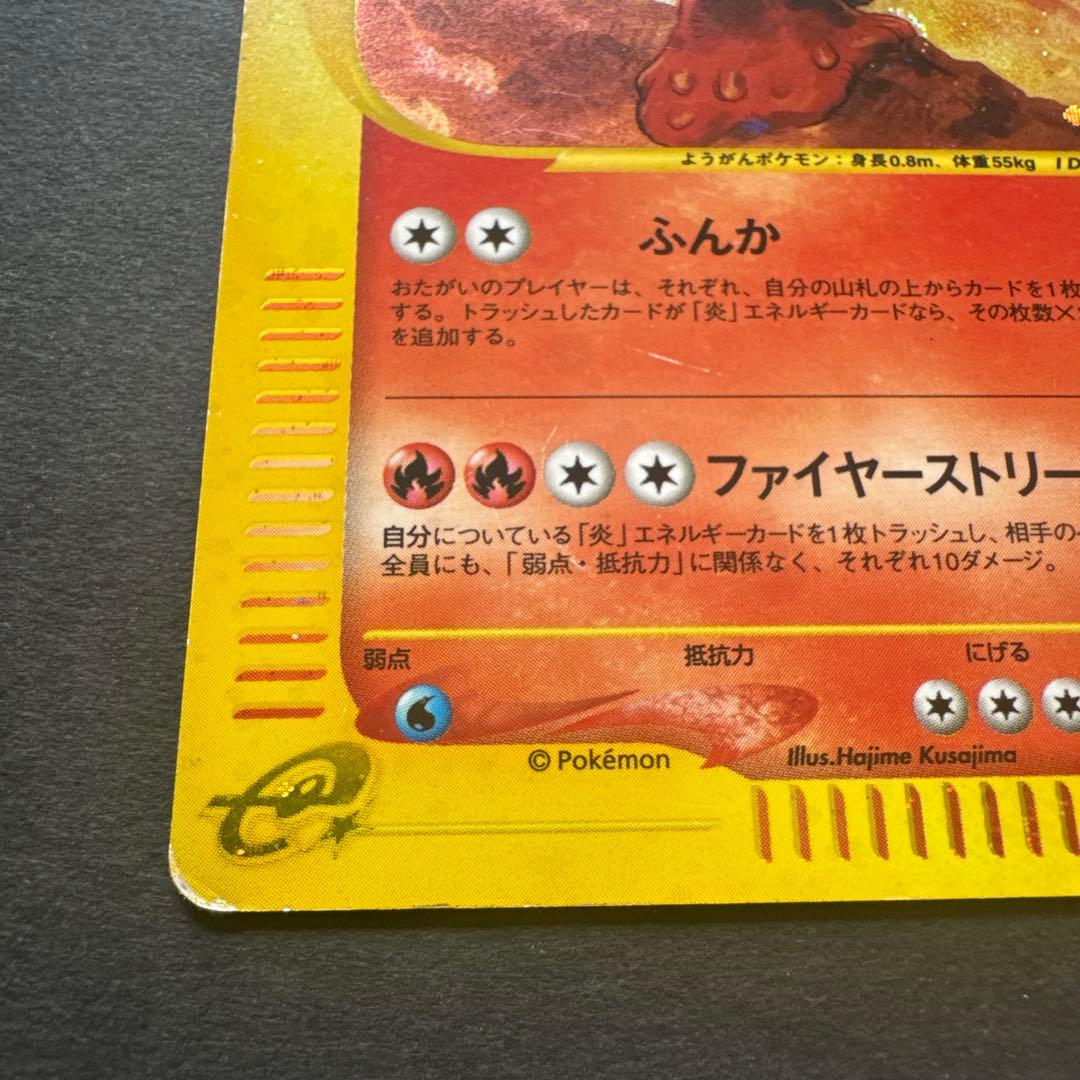 ようがんポケモン：身長0.8m、体重55kg I D
ふんか
おたがいのプレイヤーは、それぞれ、自分の山札の上からカードを1枚
する。トラッシュしたカードが「炎」エネルギーカードなら、その枚数×
を追加する。
ファイヤーストリー
自分についている「炎」エネルギーカードを1枚トラッシュし、相手の
全員にも、「弱点・抵抗力」に関係なく、それぞれ10ダメージ。
弱点 抵抗力 にげる
© Pokémon Illus.Hajime Kusajima